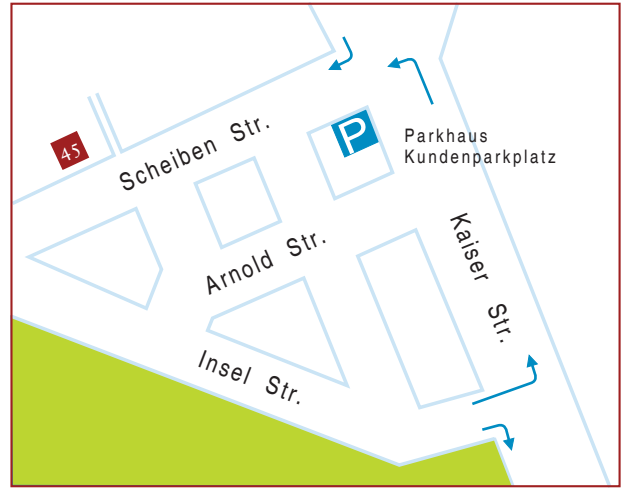 45
Scheiben Str.
P
Parkhaus
Kundenparkplatz
Arnold Str.
Kaiser Str.
Insel Str.